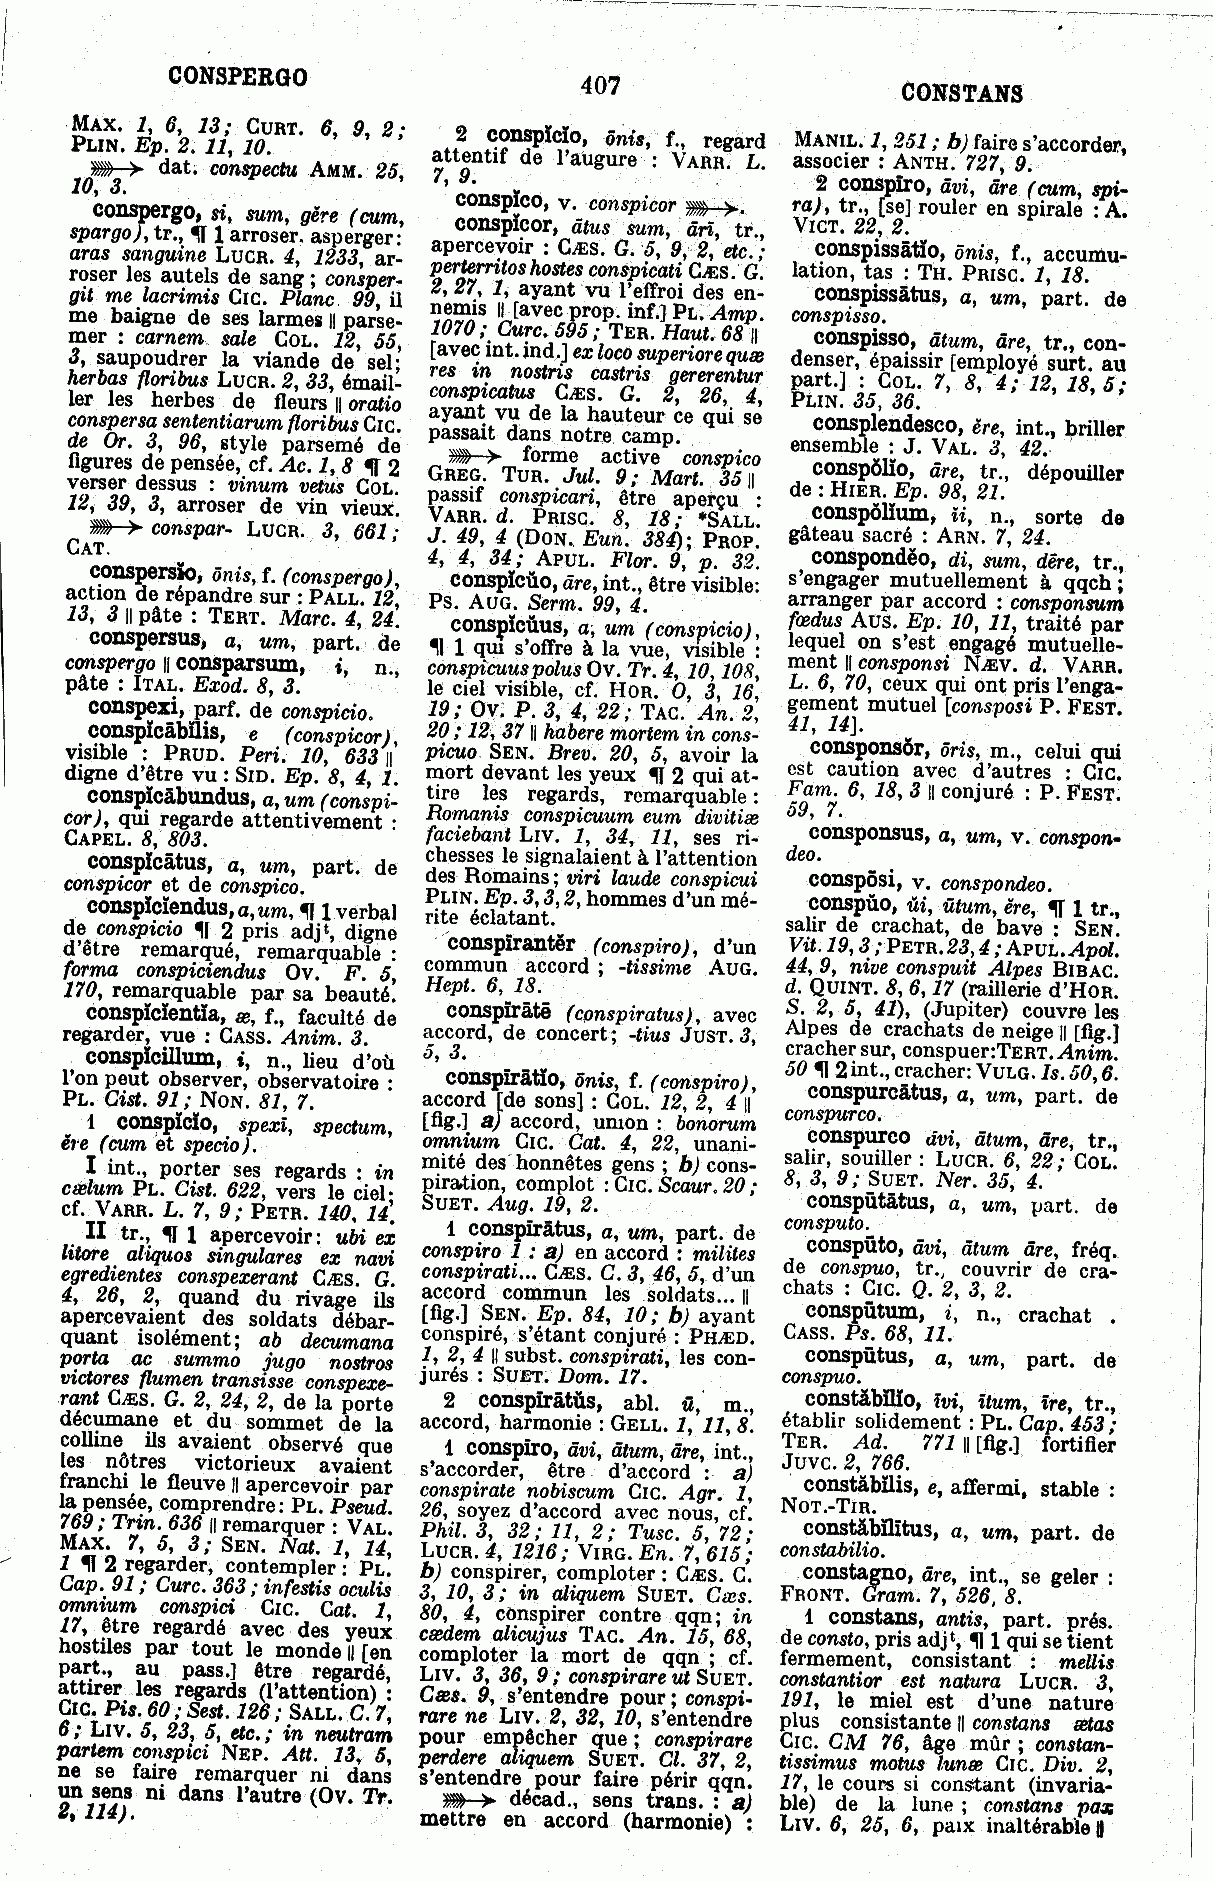 CONSPERGO
407
CONSTANS
MAX. 1, 6, 13; CURT. 6, 9, 2;
PLIN. Ep. 2. 11, 10.
dat. conspectu AMM. 25,
10, 3.
conspergo, si, sum, gĕre (cum,
spargo), tr., ¶ 1 arroser, asperger:
aras sanguine LUCR. 4, 1233, ar-
roser les autels de sang; consper-
git me lacrimis CIC. Planc. 99, il
me baigne de ses larmes || parse-
mer : carnem sale COL. 12, 55,
3, saupoudrer la viande de sel;
herbas floribus LUCR. 2, 33, émail-
ler les herbes de fleurs || oratio
conspersa sententiarum floribus CIC.
de Or. 3, 96, style parsemé de
figures de pensée, cf. Ac. 1, 8 ¶ 2
verser dessus : vinum vetus COL.
12, 39, 3, arroser de vin vieux.
conspar- LUCR. 3, 661;
CAT.
conspersĭo, ōnis, f. (conspergo),
action de répandre sur : PALL. 12,
13, 3 || pâte : TERT. Marc. 4, 24.
conspersus, a, um, part. de
conspergo || consparsum, i, n.,
pâte : ITAL. Exod. 8, 3.
conspexi, parf. de conspicio.
conspĭcābĭlis, e (conspicor),
visible : PRUD. Peri. 10, 633 ||
digne d'être vu : SID. Ep. 8, 4, 1.
conspĭcābundus, a, um (conspi-
cor), qui regarde attentivement :
CAPEL. 8, 803.
conspĭcātus, a, um, part. de
conspicor et de conspico.
conspĭciendus, a, um, ¶ 1 verbal
de conspicio ¶ 2 pris adjᵗ, digne
d'être remarqué, remarquable :
forma conspiciendus OV. F. 5,
170, remarquable par sa beauté.
conspĭcĭentĭa, æ, f., faculté de
regarder, vue : CASS. Anim. 3.
conspĭcillum, i, n., lieu d'où
l'on peut observer, observatoire :
PL. Cist. 91; NON. 81, 7.
1 conspĭcĭo, spexi, spectum,
ĕre (cum et specio).
I int., porter ses regards : in
cælum PL. Cist. 622, vers le ciel;
cf. VARR. L. 7, 9; PETR. 140, 14.
II tr., ¶ 1 apercevoir: ubi ex
litore aliquos singulares ex navi
egredientes conspexerant CÆS. G.
4, 26, 2, quand du rivage ils
apercevaient des soldats débar-
quant isolément; ab decumana
porta ac summo jugo nostros
victores flumen transisse conspexe-
rant CÆS. G. 2, 24, 2, de la porte
décumane et du sommet de la
colline ils avaient observé que
les nôtres victorieux avaient
franchi le fleuve || apercevoir par
la pensée, comprendre: PL. Pseud.
769; Trin. 636 || remarquer : VAL.
MAX. 7, 5, 3; SEN. Nat. 1, 14,
1 ¶ 2 regarder, contempler : PL.
Cap. 91; Curc. 363; infestis oculis
omnium conspici CIC. Cat. 1,
17, être regardé avec des yeux
hostiles par tout le monde || [en
part., au pass.] être regardé,
attirer les regards (l'attention) :
CIC. Pis. 60; Sest. 126; SALL. C. 7,
6; LIV. 5, 23, 5, etc.; in neutram
partem conspici NEP. Att. 13, 5,
ne se faire remarquer ni dans
un sens ni dans l'autre (OV. Tr.
2, 114).
2 conspĭcĭo, ōnis, f., regard
attentif de l'augure : VARR. L.
7, 9.
conspĭco, v. conspicor.
conspĭcor, ātus sum, ārī, tr.,
apercevoir : CÆS. G. 5, 9, 2, etc.;
perterritos hostes conspicati CÆS. G.
2, 27, 1, ayant vu l'effroi des en-
nemis || [avec prop. inf.] PL. Amp.
1070; Curc. 595; TER. Haut. 68 ||
[avec int. ind.] ex loco superiore quæ
res in nostris castris gererentur
conspicatus CÆS. G. 2, 26, 4,
ayant vu de la hauteur ce qui se
passait dans notre camp.
forme active conspico
GREG. TUR. Jul. 9; Mart. 35 ||
passif conspicari, être aperçu :
VARR. d. PRISC. 8, 18; *SALL.
J. 49, 4 (DON. Eun. 384); PROP.
4, 4, 34; APUL. Flor. 9, p. 32.
conspĭcŭo, āre, int., être visible:
PS. AUG. Serm. 99, 4.
conspĭcŭus, a, um (conspicio),
¶ 1 qui s'offre à la vue, visible :
conspicuus polus OV. Tr. 4, 10, 108,
le ciel visible, cf. HOR. O, 3, 16,
19; OV. P. 3, 4, 22; TAC. An. 2,
20; 12, 37 || habere mortem in cons-
picuo SEN. Brev. 20, 5, avoir la
mort devant les yeux ¶ 2 qui at-
tire les regards, remarquable :
Romanis conspicuum eum divitiæ
faciebant LIV. 1, 34, 11, ses ri-
chesses le signalaient à l'attention
des Romains; viri laude conspicui
PLIN. Ep. 3, 3, 2, hommes d'un mé-
rite éclatant.
conspīrantĕr (conspiro), d'un
commun accord; -tissime AUG.
Hept. 6, 18.
conspīrātē (conspiratus), avec
accord, de concert; -tius JUST. 3,
5, 3.
conspīrātĭo, ōnis, f. (conspiro),
accord [de sons] : COL. 12, 2, 4 ||
[fig.] a) accord, union : bonorum
omnium CIC. Cat. 4, 22, unani-
mité des honnêtes gens; b) cons-
piration, complot : CIC. Scaur. 20;
SUET. Aug. 19, 2.
1 conspīrātus, a, um, part. de
conspiro 1 : a) en accord : milites
conspirati... CÆS. C. 3, 46, 5, d'un
accord commun les soldats... ||
[fig.] SEN. Ep. 84, 10; b) ayant
conspiré, s'étant conjuré : PHÆD.
1, 2, 4 || subst. conspirati, les con-
jurés : SUET. Dom. 17.
2 conspīrātŭs, abl. ū, m.,
accord, harmonie : GELL. 1, 11, 8.
1 conspīro, āvi, ātum, āre, int.,
s'accorder, être d'accord : a)
conspirate nobiscum CIC. Agr. 1,
26, soyez d'accord avec nous, cf.
Phil. 3, 32; 11, 2; Tusc. 5, 72;
LUCR. 4, 1216; VIRG. En. 7, 615;
b) conspirer, comploter : CÆS. C.
3, 10, 3; in aliquem SUET. Cæs.
80, 4, conspirer contre qqn; in
cædem alicujus TAC. An. 15, 68,
comploter la mort de qqn; cf.
LIV. 3, 36, 9; conspirare ut SUET.
Cæs. 9, s'entendre pour; conspi-
rare ne LIV. 2, 32, 10, s'entendre
pour empêcher que; conspirare
perdere aliquem SUET. Cl. 37, 2,
s'entendre pour faire périr qqn.
décad., sens trans. : a)
mettre en accord (harmonie) :
MANIL. 1, 251; b) faire s'accorder,
associer : ANTH. 727, 9.
2 conspīro, āvi, āre (cum, spi-
ra), tr., [se] rouler en spirale : A.
VICT. 22, 2.
conspissātĭo, ōnis, f., accumu-
lation, tas : TH. PRISC. 1, 18.
conspissātus, a, um, part. de
conspisso.
conspisso, ātum, āre, tr., con-
denser, épaissir [employé surt. au
part.] : COL. 7, 8, 4; 12, 18, 5;
PLIN. 35, 36.
consplendesco, ĕre, int., briller
ensemble : J. VAL. 3, 42.
conspŏlĭo, āre, tr., dépouiller
de : HIER. Ep. 98, 21.
conspŏlĭum, ii, n., sorte de
gâteau sacré : ARN. 7, 24.
conspondĕo, di, sum, dēre, tr.,
s'engager mutuellement à qqch;
arranger par accord : consponsum
fœdus AUS. Ep. 10, 11, traité par
lequel on s'est engagé mutuelle-
ment || consponsi NÆV. d. VARR.
L. 6, 70, ceux qui ont pris l'enga-
gement mutuel [consposi P. FEST.
41, 14].
consponsŏr, ōris, m., celui qui
est caution avec d'autres : CIC.
Fam. 6, 18, 3 || conjuré : P. FEST.
59, 7.
consponsus, a, um, v. conspon-
deo.
conspōsi, v. conspondeo.
conspŭo, ŭi, ūtum, ĕre, ¶ 1 tr.,
salir de crachat, de bave : SEN.
Vit. 19, 3; PETR. 23, 4; APUL. Apol.
44, 9, nive conspuit Alpes BIBAC.
d. QUINT. 8, 6, 17 (raillerie d'HOR.
S. 2, 5, 41), (Jupiter) couvre les
Alpes de crachats de neige || [fig.]
cracher sur, conspuer: TERT. Anim.
50 ¶ 2 int., cracher: VULG. Is. 50, 6.
conspurcātus, a, um, part. de
conspurco.
conspurco āvi, ātum, āre, tr.,
salir, souiller : LUCR. 6, 22; COL.
8, 3, 9; SUET. Ner. 35, 4.
conspūtātus, a, um, part. de
consputo.
conspūto, āvi, ātum āre, fréq.
de conspuo, tr., couvrir de cra-
chats : CIC. Q. 2, 3, 2.
conspūtum, i, n., crachat .
CASS. Ps. 68, 11.
conspūtus, a, um, part. de
conspuo.
constăbĭlĭo, īvi, ītum, īre, tr.,
établir solidement : PL. Cap. 453;
TER. Ad. 771 || [fig.] fortifier
JUVC. 2, 766.
constăbĭlis, e, affermi, stable :
NOT.-TIR.
constăbĭlītus, a, um, part. de
constabilio.
constagno, āre, int., se geler :
FRONT. Gram. 7, 526, 8.
1 constans, antis, part. prés.
de consto, pris adjᵗ, ¶ 1 qui se tient
fermement, consistant : mellis
constantior est natura LUCR. 3,
191, le miel est d'une nature
plus consistante || constans ætas
CIC. CM 76, âge mûr; constan-
tissimus motus lunæ CIC. Div. 2,
17, le cours si constant (invaria-
ble) de la lune; constans pax
LIV. 6, 25, 6, paix inaltérable ||